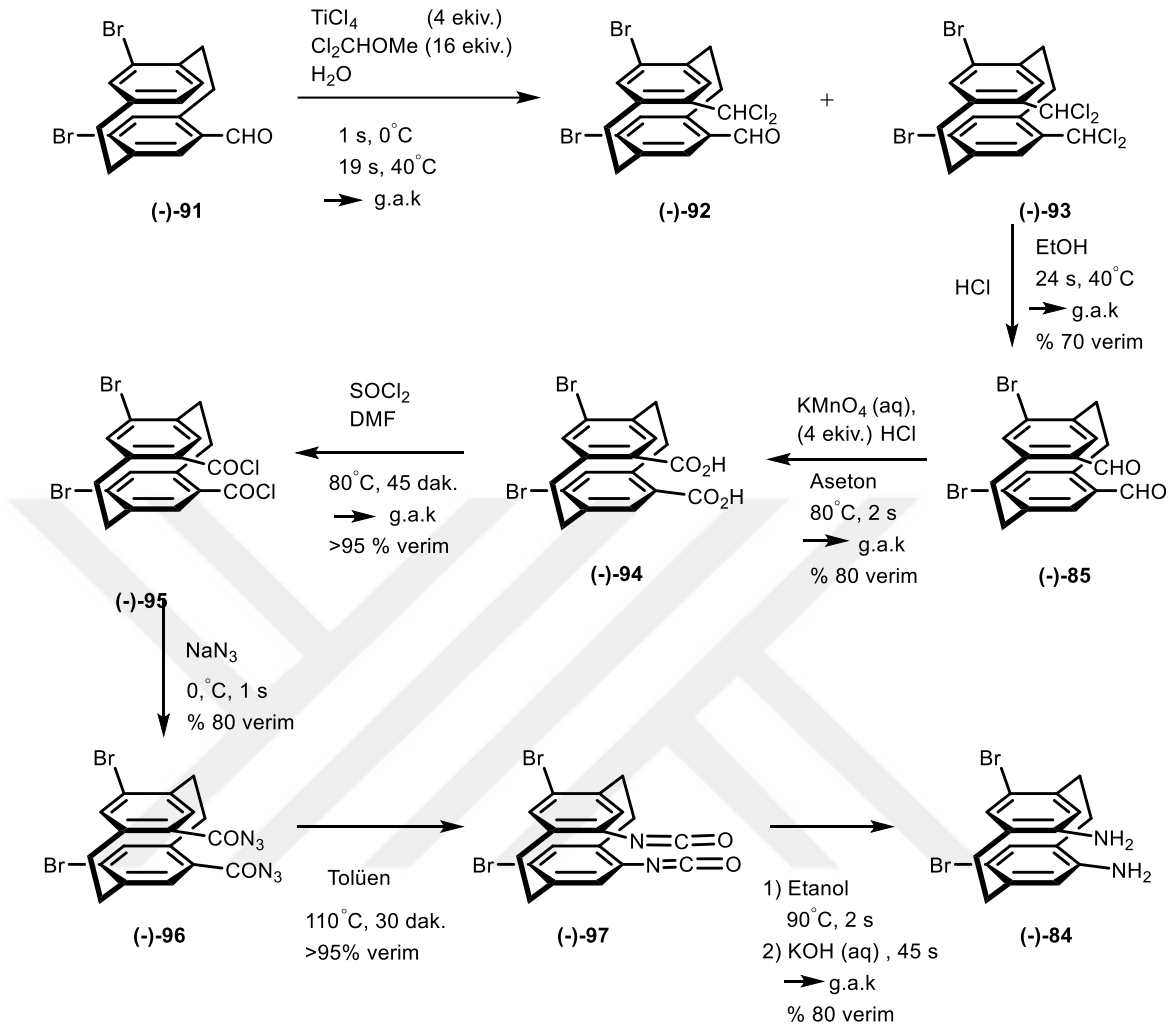 Br
Br
CHO
(-)-91
TiCl4 (4 ekiv.)
Cl2CHOMe (16 ekiv.)
H2O
1 s, 0°C
19 s, 40°C
g.a.k
Br
CHCl2
Br
CHO
(-)-92
+
Br
CHCl2
Br
CHCl2
(-)-93
HCl
EtOH
24 s, 40°C
g.a.k
% 70 verim
Br
CHO
Br
CHO
(-)-85
KMnO4 (aq),
(4 ekiv.) HCl
Aseton
80°C, 2 s
g.a.k
% 80 verim
Br
CO2H
Br
CO2H
(-)-94
SOCl2
DMF
80°C, 45 dak.
g.a.k
>95 % verim
Br
COCl
Br
COCl
(-)-95
NaN3
0,°C, 1 s
% 80 verim
Br
CON3
Br
CON3
(-)-96
Tolüen
110°C, 30 dak.
>95% verim
Br
N=C=O
Br
N=C=O
(-)-97
1) Etanol
90°C, 2 s
2) KOH (aq) , 45 s
g.a.k
% 80 verim
Br
NH2
Br
NH2
(-)-84